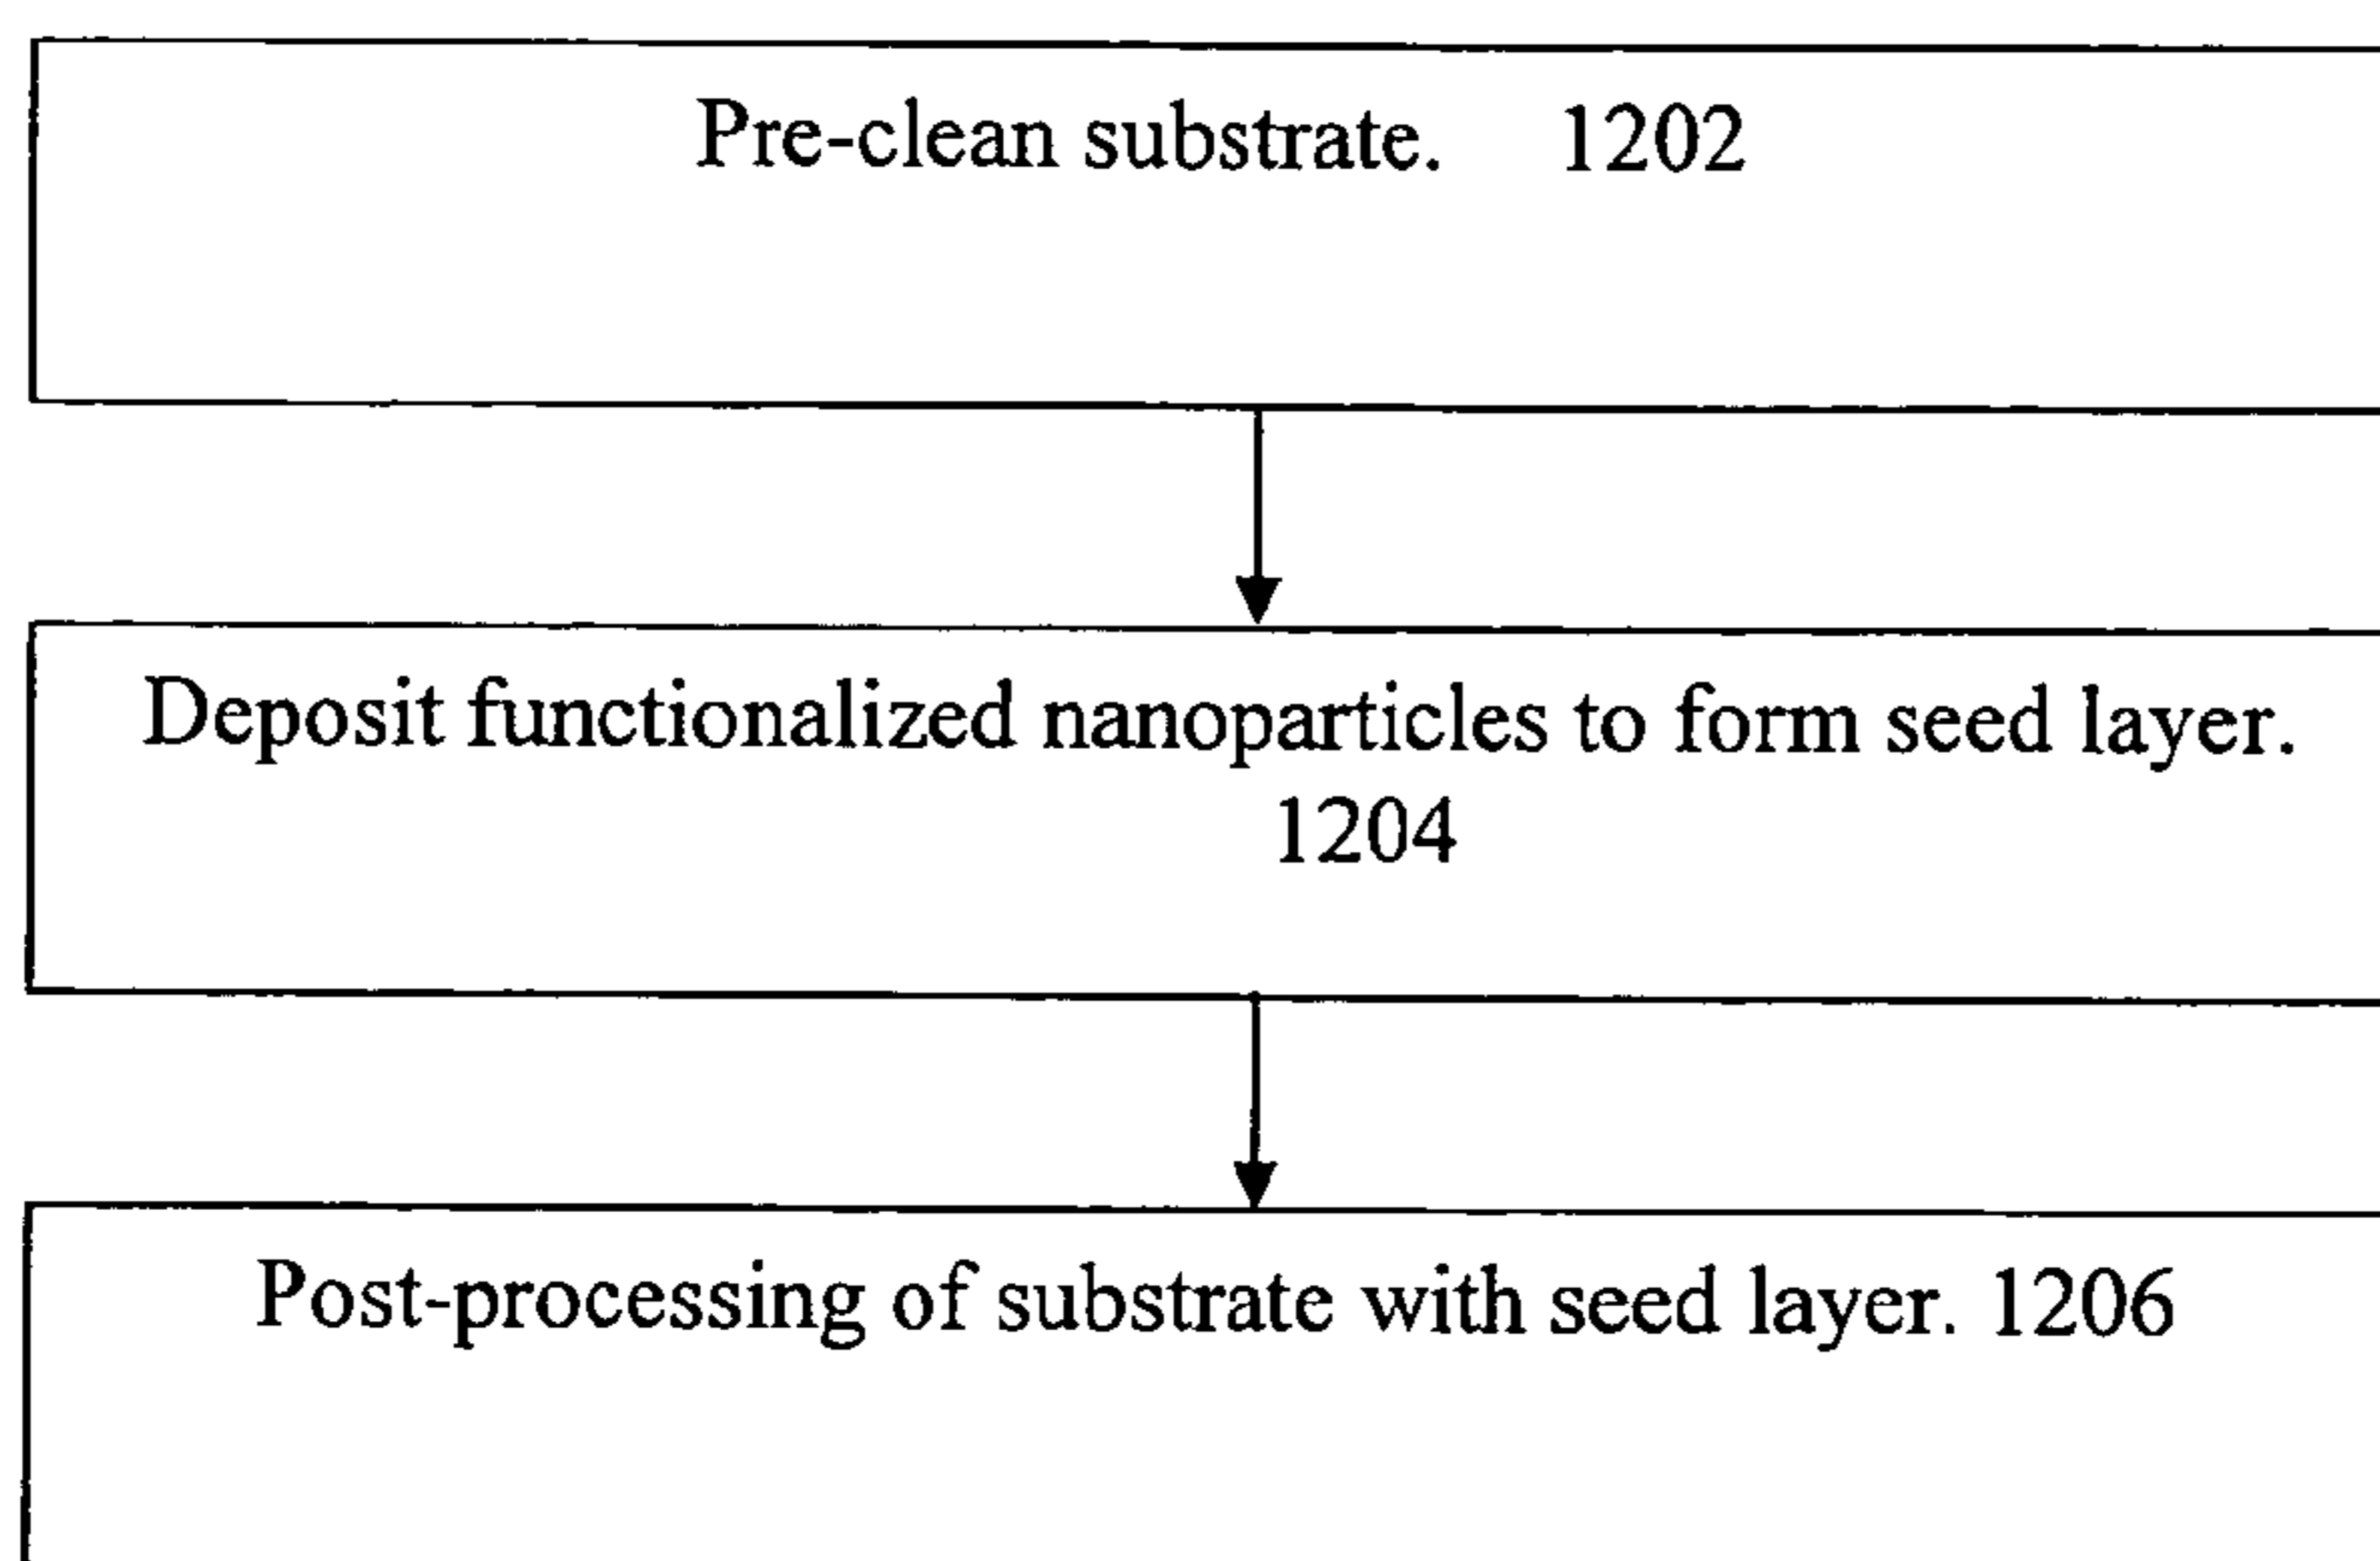 Pre-clean substrate. 1202
Deposit functionalized nanoparticles to form seed layer.
1204
Post-processing of substrate with seed layer. 1206